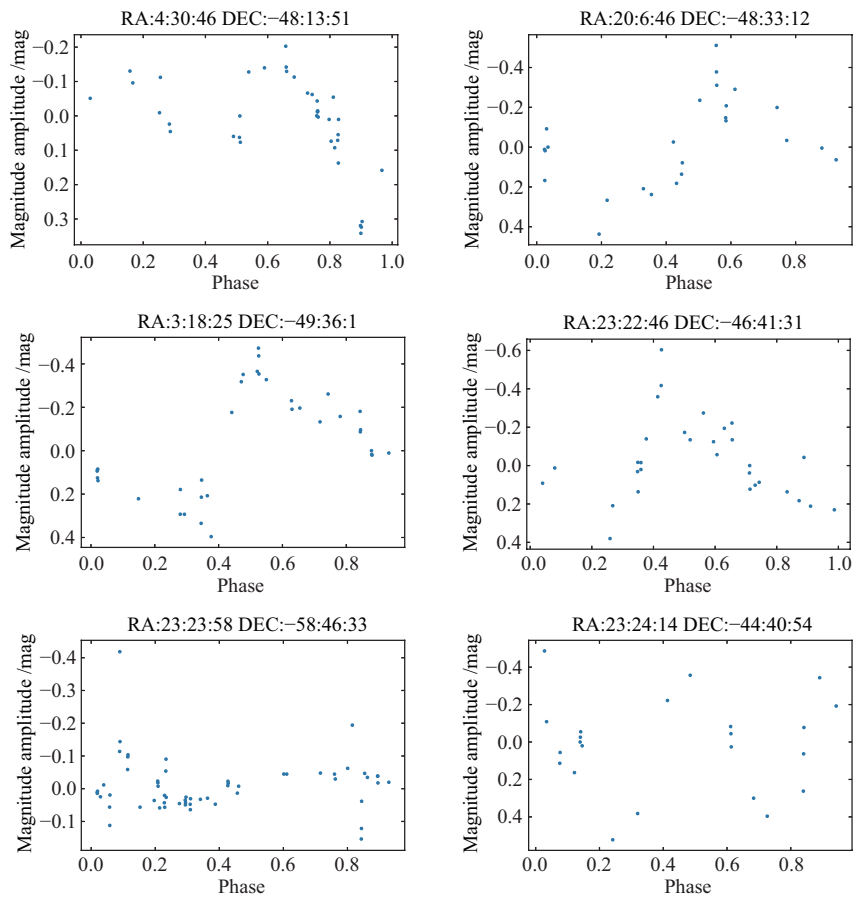 RA:4:30:46 DEC:−48:13:51
−0.2
−0.1
0.0
0.1
0.2
0.3
Magnitude amplitude /mag
0.0 0.2 0.4 0.6 0.8 1.0
Phase
RA:20:6:46 DEC:−48:33:12
−0.4
−0.2
0.0
0.2
0.4
Magnitude amplitude /mag
0.0 0.2 0.4 0.6 0.8
Phase
RA:3:18:25 DEC:−49:36:1
−0.4
−0.2
0.0
0.2
0.4
Magnitude amplitude /mag
0.0 0.2 0.4 0.6 0.8
Phase
RA:23:22:46 DEC:−46:41:31
−0.6
−0.4
−0.2
0.0
0.2
0.4
Magnitude amplitude /mag
0.0 0.2 0.4 0.6 0.8 1.0
Phase
RA:23:23:58 DEC:−58:46:33
−0.4
−0.3
−0.2
−0.1
0.0
−0.1
Magnitude amplitude /mag
0.0 0.2 0.4 0.6 0.8
Phase
RA:23:24:14 DEC:−44:40:54
−0.4
−0.2
0.0
0.2
0.4
Magnitude amplitude /mag
0.0 0.2 0.4 0.6 0.8
Phase